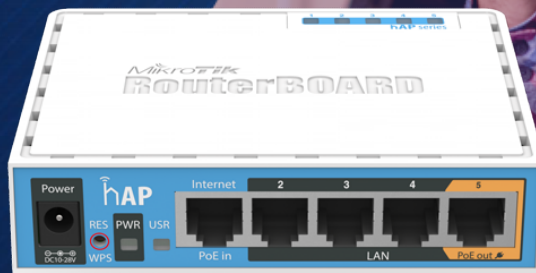 1 2 3 4 5
hAP series
MikroTik
RouterBOARD
Power
hAP
RES
PWR
USR
WPS
DC10-28V
Internet
2
3
4
5
PoE in
LAN
PoE out